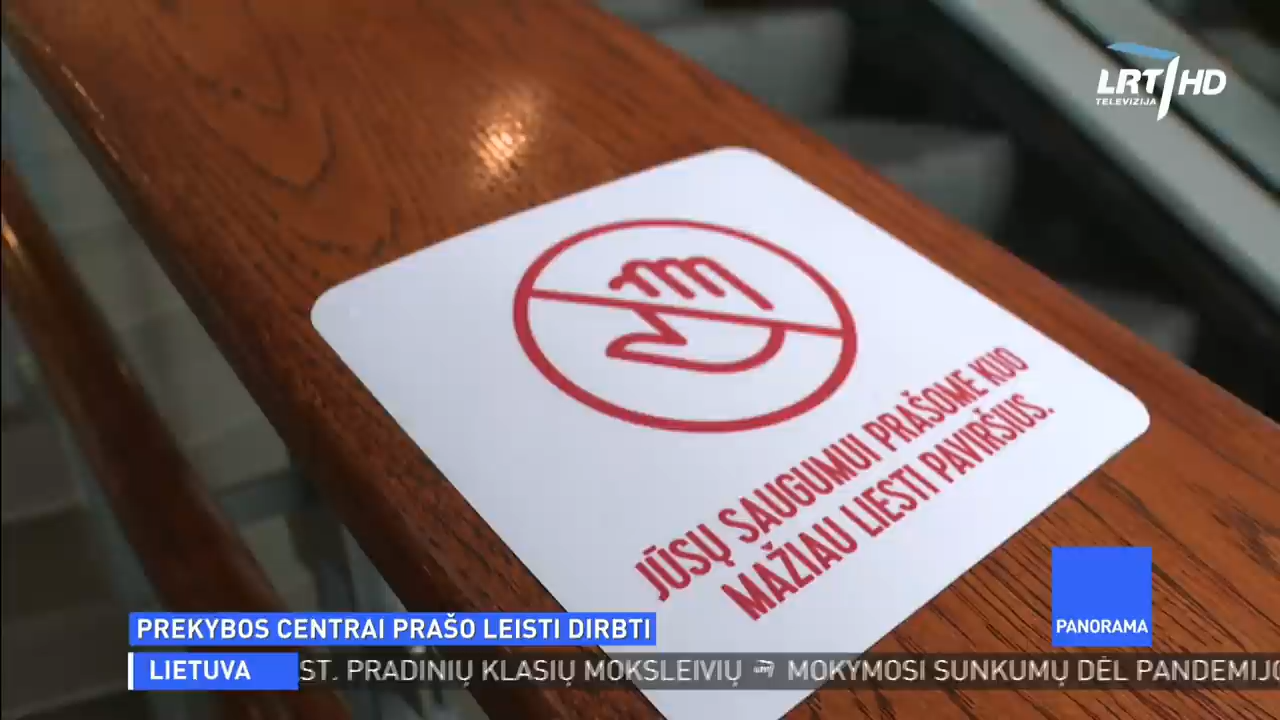 LRT HD
TELEVIZIJA
JŪSŲ SAUGUMUI PRAŠOME KUO
MAŽIAU LIESTI PAVIRŠIUS.
PANORAMA
PREKYBOS CENTRAI PRAŠO LEISTI DIRBTI
LIETUVA
ST. PRADINIŲ KLASIŲ MOKSLEIVIŲ MOKYMOSI SUNKUMŲ DĖL PANDEMIJO